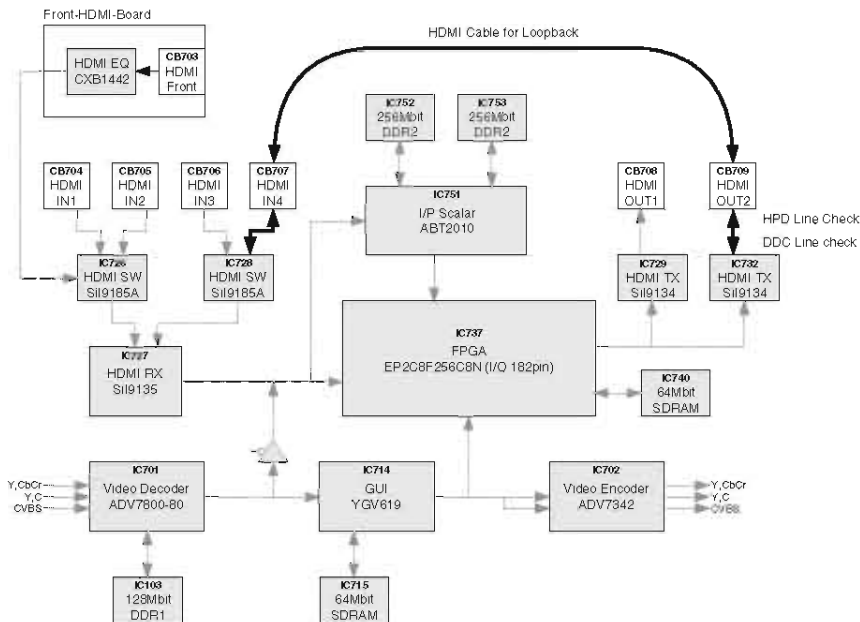 Front-HDMI-Board
HDMI EQ
CXB1442
CB703
HDMI
Front
HDMI Cable for Loopback
IC752
256Mbit
DDR2
IC753
256Mbit
DDR2
CB704
HDMI
IN1
CB705
HDMI
IN2
CB706
HDMI
IN3
CB707
HDMI
IN4
CB708
HDMI
OUT1
CB709
HDMI
OUT2
IC751
I/P Scalar
ABT2010
HPD Line Check
DDC Line check
IC726
HDMI SW
SiI9185A
IC728
HDMI SW
SiI9185A
IC729
HDMI TX
SiI9134
IC732
HDMI TX
SiI9134
IC737
FPGA
EP2C8F256C8N (I/O 182pin)
IC727
HDMI RX
SiI9135
IC740
64Mbit
SDRAM
IC701
Video Decoder
ADV7800-80
Y,CbCr
Y,C
CVBS
IC714
GUI
YGV619
IC702
Video Encoder
ADV7342
Y,CbCr
Y,C
CVBS
IC103
128Mbit
DDR1
IC715
64Mbit
SDRAM